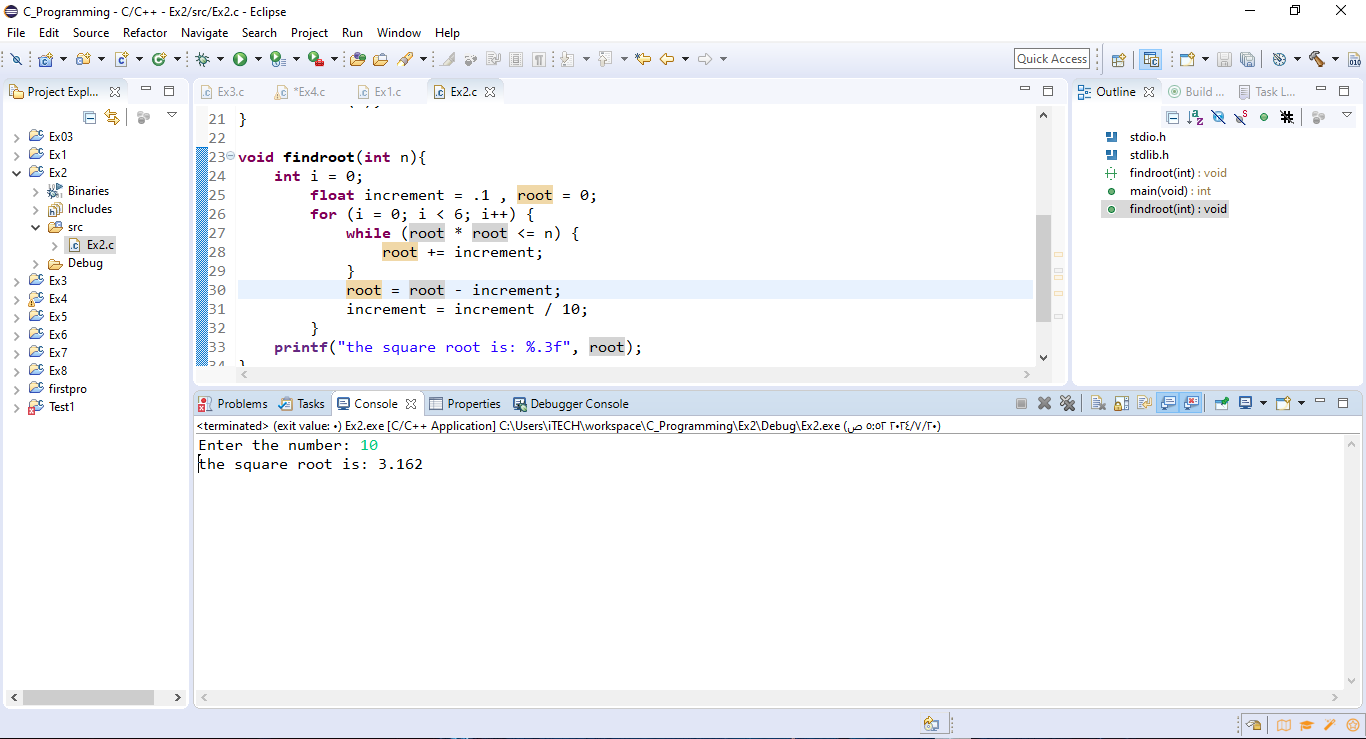 C_Programming - C/C++ - Ex2/src/Ex2.c - Eclipse
File Edit Source Refactor Navigate Search Project Run Window Help
Quick Access
Project Expl...
Ex03
Ex1
Ex2
Binaries
Includes
src
Ex2.c
Debug
Ex3
Ex4
Ex5
Ex6
Ex7
Ex8
firstpro
Test1
Ex3.c *Ex4.c Ex1.c Ex2.c
21 }
22
23 void findroot(int n){
24 int i = 0;
25 float increment = .1 , root = 0;
26 for (i = 0; i < 6; i++) {
27 while (root * root <= n) {
28 root += increment;
29 }
30 root = root - increment;
31 increment = increment / 10;
32 }
33 printf("the square root is: %.3f", root);
34 }
Outline Build ... Task L...
stdio.h
stdlib.h
findroot(int) : void
main(void) : int
findroot(int) : void
Problems Tasks Console Properties Debugger Console
<terminated> (exit value: ٠) Ex2.exe [C/C++ Application] C:\Users\iTECH\workspace\C_Programming\Ex2\Debug\Ex2.exe (٢٠٢٤/٧/٢٠ ٥:٥٢ ص)
Enter the number: 10
the square root is: 3.162